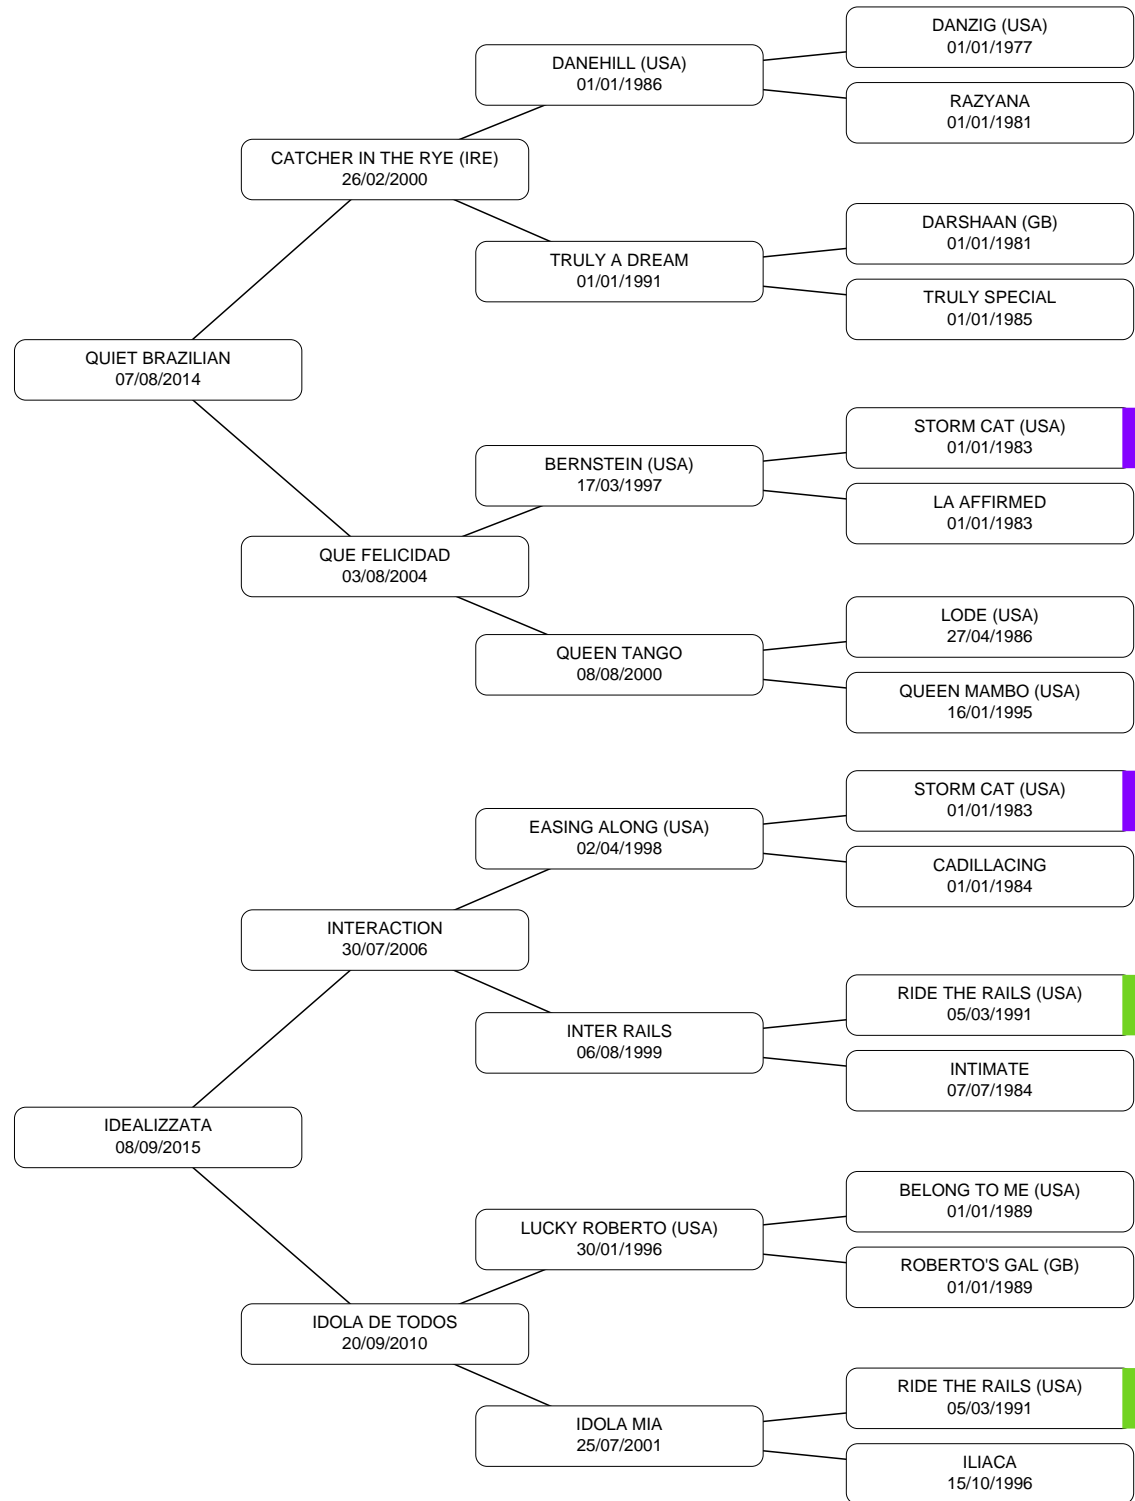 DANZIG (USA)
01/01/1977
DANEHILL (USA)
01/01/1986
RAZYANA
01/01/1981
CATCHER IN THE RYE (IRE)
26/02/2000
DARSHAAN (GB)
01/01/1981
TRULY A DREAM
01/01/1991
TRULY SPECIAL
01/01/1985
QUIET BRAZILIAN
07/08/2014
STORM CAT (USA)
01/01/1983
BERNSTEIN (USA)
17/03/1997
LA AFFIRMED
01/01/1983
QUE FELICIDAD
03/08/2004
LODE (USA)
27/04/1986
QUEEN TANGO
08/08/2000
QUEEN MAMBO (USA)
16/01/1995
STORM CAT (USA)
01/01/1983
EASING ALONG (USA)
02/04/1998
CADILLACING
01/01/1984
INTERACTION
30/07/2006
RIDE THE RAILS (USA)
05/03/1991
INTER RAILS
06/08/1999
INTIMATE
07/07/1984
IDEALIZZATA
08/09/2015
BELONG TO ME (USA)
01/01/1989
LUCKY ROBERTO (USA)
30/01/1996
ROBERTO'S GAL (GB)
01/01/1989
IDOLA DE TODOS
20/09/2010
RIDE THE RAILS (USA)
05/03/1991
IDOLA MIA
25/07/2001
ILIACA
15/10/1996